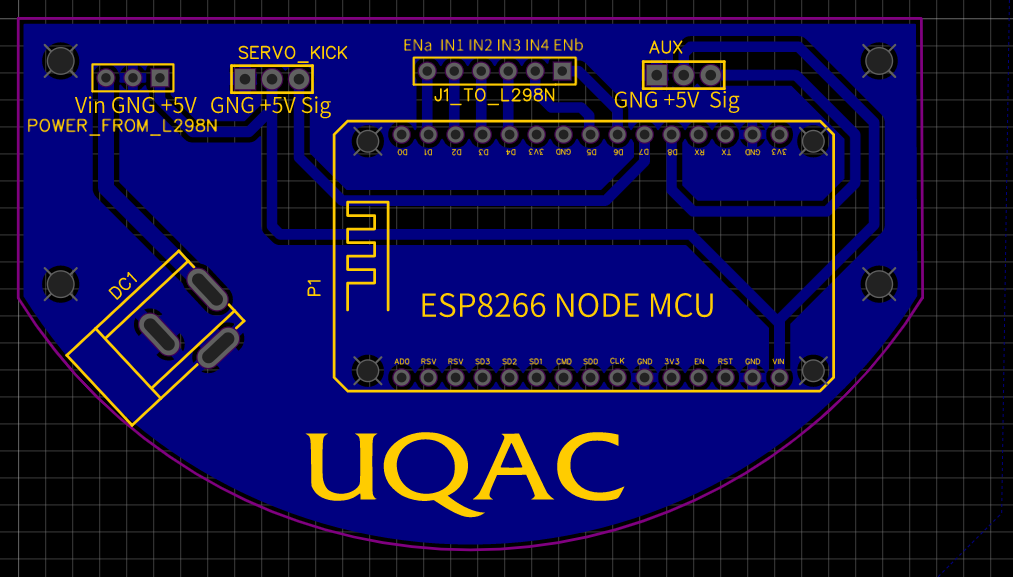 SERVO_KICK
ENa IN1 IN2 IN3 IN4 ENb
AUX
Vin GNG +5V
GNG +5V Sig
J1_TO_L298N
GNG +5V Sig
POWER_FROM_L298N
D0 D1 D2 D3 D4 3V3 GND D5 D6 D7 D8 RX TX GND 3V3
DC1
P1
ESP8266 NODE MCU
AD0 RSV RSV SD3 SD2 SD1 CMD SD0 CLK GND 3V3 EN RST GND VIN
UQAC